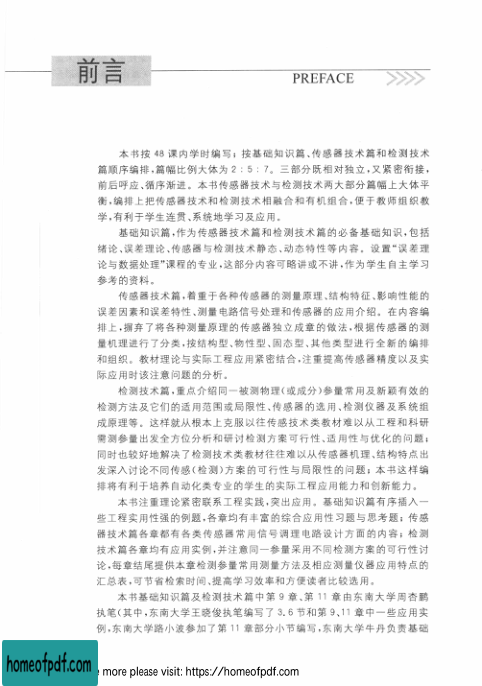 前言
PREFACE
本书按 48 课内学时编写；按基础知识篇、传感器技术篇和检测技术
篇顺序编排,篇幅比例大体为 2：5：7。三部分既相对独立,又紧密衔接,
前后呼应、循序渐进。本书传感器技术与检测技术两大部分篇幅上大体平
衡,编排上把传感器技术和检测技术相融合和有机组合,便于教师组织教
学,有利于学生连贯、系统地学习及应用。
基础知识篇,作为传感器技术篇和检测技术篇的必备基础知识,包括
绪论、误差理论、传感器与检测技术静态、动态特性等内容。设置“误差理
论与数据处理”课程的专业,这部分内容可略讲或不讲,作为学生自主学习
参考的资料。
传感器技术篇,着重于各种传感器的测量原理、结构特征、影响性能的
误差因素和误差特性、测量电路信号处理和传感器的应用介绍。在内容编
排上,摒弃了将各种测量原理的传感器独立成章的做法,根据传感器的测
量机理进行了分类,按结构型、物性型、固态型、其他类型进行全新的编排
和组织。教材理论与实际工程应用紧密结合,注重提高传感器精度以及实
际应用时该注意问题的分析。
检测技术篇,重点介绍同一被测物理(或成分)参量常用及新颖有效的
检测方法及它们的适用范围或局限性、传感器的选用、检测仪器及系统组
成原理等。这样就从根本上克服以往传感技术类教材难以从工程和科研
需测参量出发全方位分析和研讨检测方案可行性、适用性与优化的问题；
同时也较好地解决了检测技术类教材往往难以从传感器机理、结构特点出
发深入讨论不同传感(检测)方案的可行性与局限性的问题；本书这样编
排将有利于培养自动化类专业的学生的实际工程应用能力和创新能力。
本书注重理论紧密联系工程实践,突出应用。基础知识篇有序插入一
些工程实用性强的例题,各章均有丰富的综合应用性习题与思考题；传感
器技术篇各章都有各类传感器常用信号调理电路设计方面的内容；检测
技术篇各章均有应用实例,并注意同一参量采用不同检测方案的可行性讨
论,每章结尾提供本章检测参量常用测量方法及相应测量仪器应用特点的
汇总表,可节省检索时间、提高学习效率和方便读者比较选用。
本书基础知识篇及检测技术篇中第 9 章、第 11 章由东南大学周杏鹏
执笔(其中,东南大学王晓俊执笔编写了 3.6 节和第 9、11 章中一些应用实
例,东南大学路小波参加了第 11 章部分小节编写,东南大学牛丹负责基础
homeofpdf.com
more please visit: https://homeofpdf.com